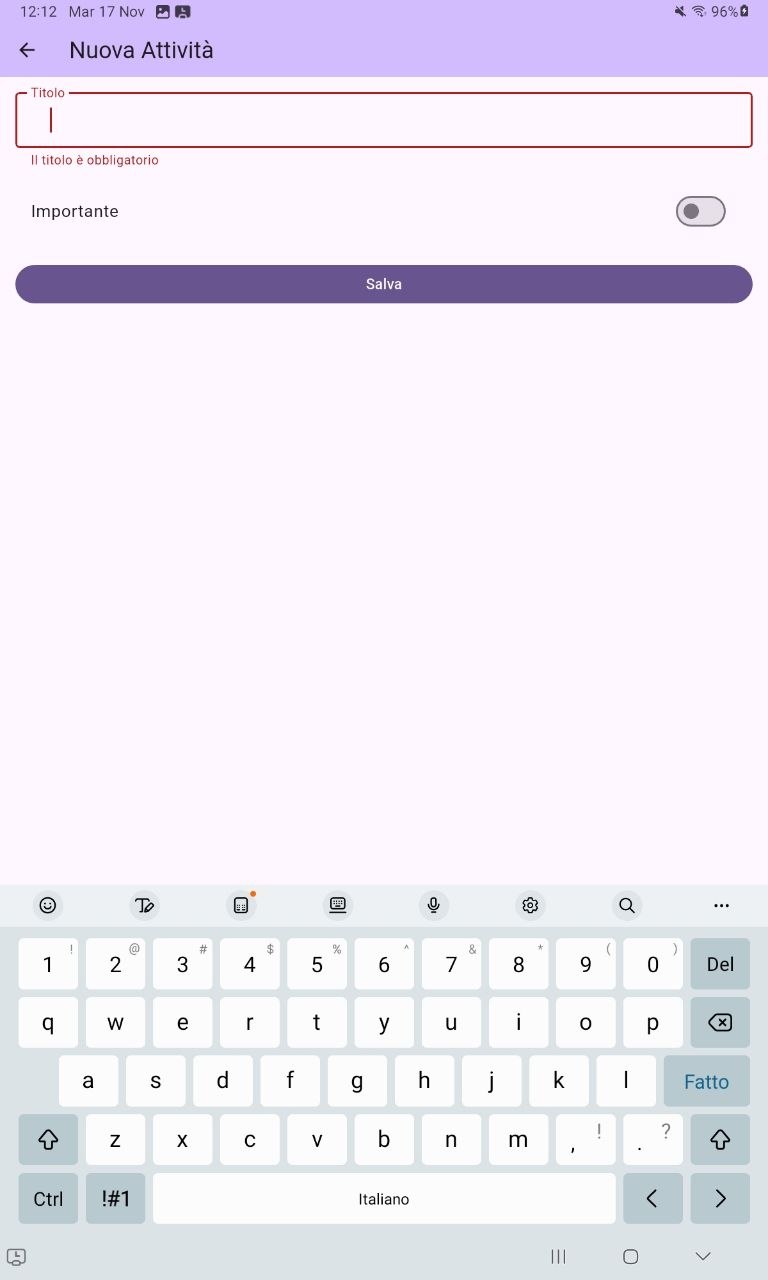 12:12 Mar 17 Nov 96%
Nuova Attività
Titolo
Il titolo è obbligatorio
Importante
Salva
! @ # $ % ^ & * ( )
1 2 3 4 5 6 7 8 9 0 Del
q w e r t y u i o p
a s d f g h j k l Fatto
z x c v b n m , ! . ?
Ctrl !#1 Italiano < >